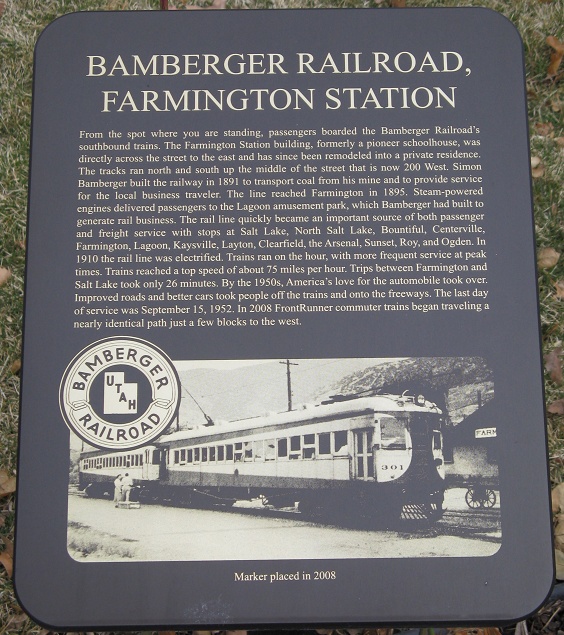 BAMBERGER RAILROAD,
FARMINGTON STATION
From the spot where you are standing, passengers boarded the Bamberger Railroad's
southbound trains. The Farmington Station building, formerly a pioneer schoolhouse, was
directly across the street to the east and has since been remodeled into a private residence.
The tracks ran north and south up the middle of the street that is now 200 West. Simon
Bamberger built the railway in 1891 to transport coal from his mine and to provide service
for the local business traveler. The line reached Farmington in 1895. Steam-powered
engines delivered passengers to the Lagoon amusement park, which Bamberger had built to
generate rail business. The rail line quickly became an important source of both passenger
and freight service with stops at Salt Lake, North Salt Lake, Bountiful, Centerville,
Farmington, Lagoon, Kaysville, Layton, Clearfield, the Arsenal, Sunset, Roy, and Ogden. In
1910 the rail line was electrified. Trains ran on the hour, with more frequent service at peak
times. Trains reached a top speed of about 75 miles per hour. Trips between Farmington and
Salt Lake took only 26 minutes. By the 1950s, America's love for the automobile took over.
Improved roads and better cars took people off the trains and onto the freeways. The last day
of service was September 15, 1952. In 2008 FrontRunner commuter trains began traveling a
nearly identical path just a few blocks to the west.
BAMBERGER
UTAH
RAILROAD
301
FARM
Marker placed in 2008